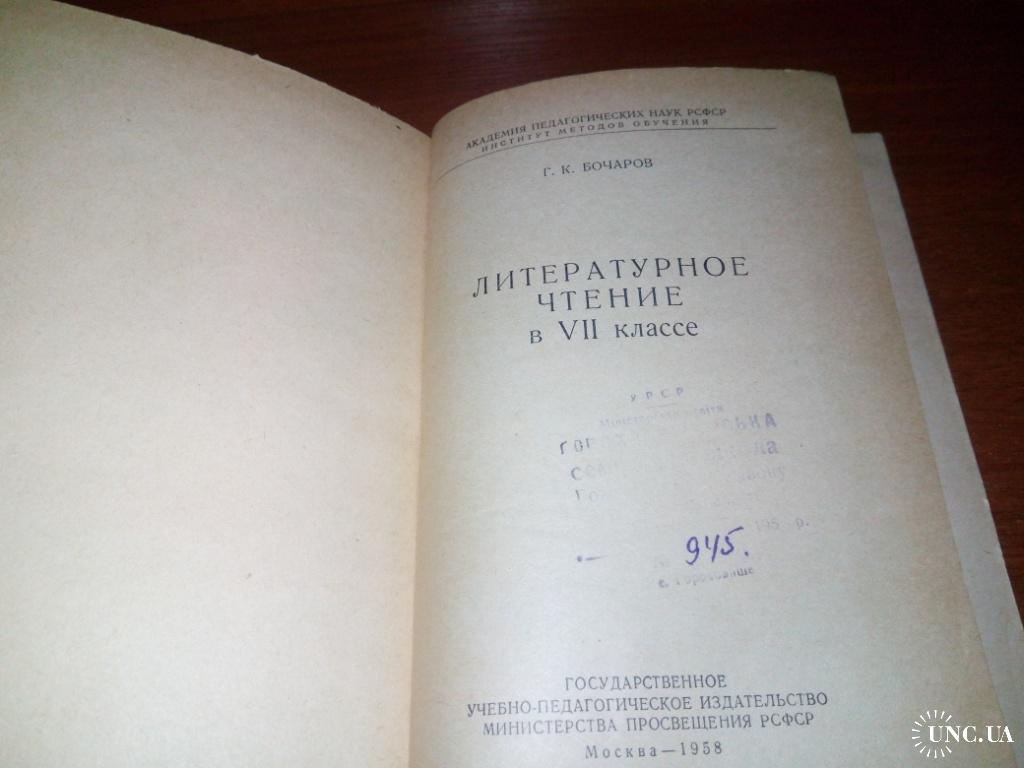 АКАДЕМИЯ ПЕДАГОГИЧЕСКИХ НАУК РСФСР
ИНСТИТУТ МЕТОДОВ ОБУЧЕНИЯ
Г. К. БОЧАРОВ
ЛИТЕРАТУРНОЕ
ЧТЕНИЕ
в VII классе
УРСР
945.
ГОСУДАРСТВЕННОЕ
УЧЕБНО-ПЕДАГОГИЧЕСКОЕ ИЗДАТЕЛЬСТВО
МИНИСТЕРСТВА ПРОСВЕЩЕНИЯ РСФСР
Москва—1958
UNC.UA